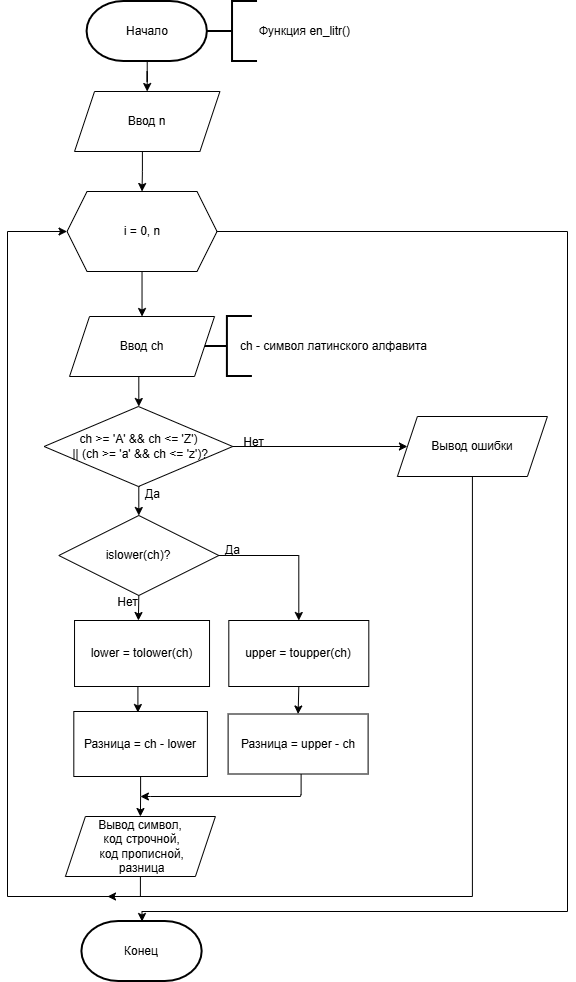 Начало
Функция en_litr()
Ввод n
i = 0, n
Ввод ch
ch - символ латинского алфавита
ch >= 'A' && ch <= 'Z')
|| (ch >= 'a' && ch <= 'z')?
Нет
Вывод ошибки
Да
islower(ch)?
Да
Нет
lower = tolower(ch)
upper = toupper(ch)
Разница = ch - lower
Разница = upper - ch
Вывод символ,
код строчной,
код прописной,
разница
Конец